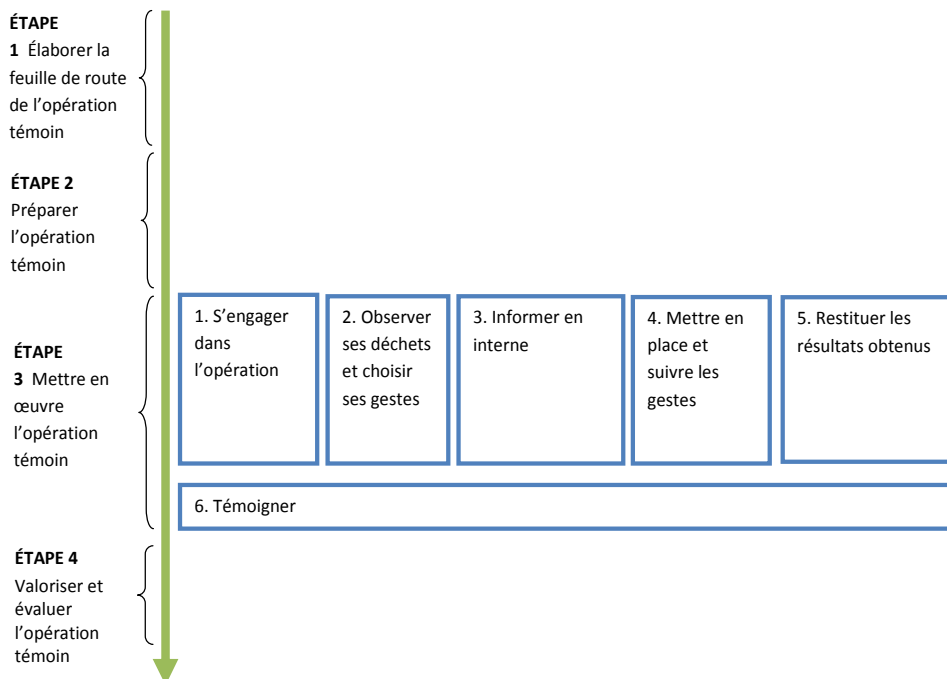 ÉTAPE
1 Élaborer la
feuille de route
de l’opération
témoin
ÉTAPE 2
Préparer
l’opération
témoin
ÉTAPE
3 Mettre en
œuvre
l’opération
témoin
1. S’engager
dans
l’opération
2. Observer
ses déchets
et choisir
ses gestes
3. Informer en
interne
4. Mettre en
place et
suivre les
gestes
5. Restituer les
résultats obtenus
6. Témoigner
ÉTAPE 4
Valoriser et
évaluer
l’opération
témoin